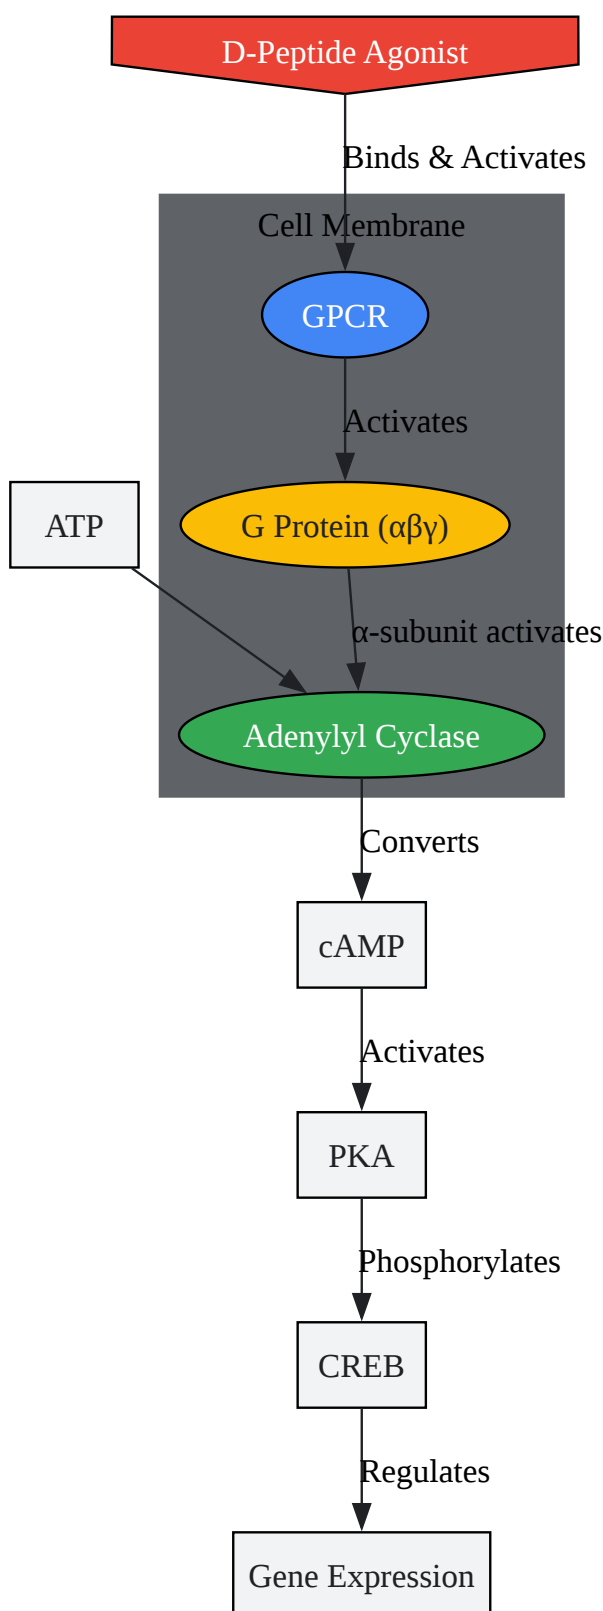 D-Peptide Agonist
Binds & Activates
Cell Membrane
GPCR
Activates
ATP
G Protein (αβγ)
α-subunit activates
Adenylyl Cyclase
Converts
cAMP
Activates
PKA
Phosphorylates
CREB
Regulates
Gene Expression